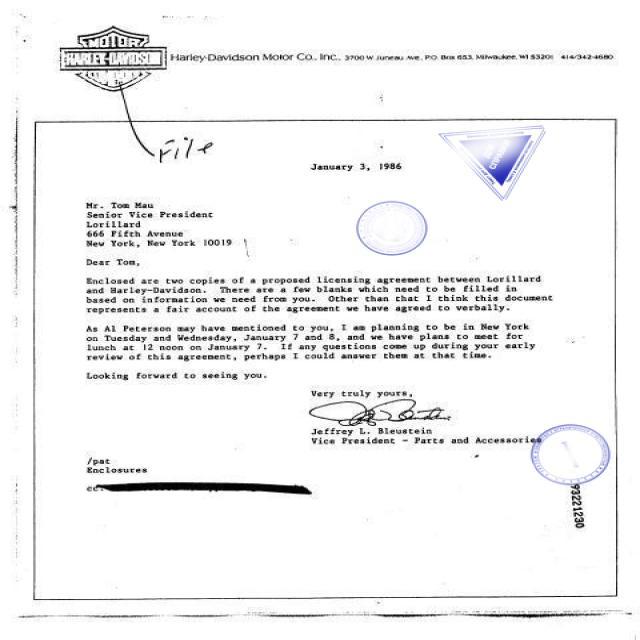 MOTOR
HARLEY-DAVIDSON
Harley-Davidson Motor Co., Inc., 3700 W. Juneau Ave., P.O. Box 653, Milwaukee, WI 53201 414/342-4680
File
January 3, 1986
Mr. Tom Mau
Senior Vice President
Lorillard
666 Fifth Avenue
New York, New York 10019
Dear Tom,
Enclosed are two copies of a proposed licensing agreement between Lorillard
and Harley-Davidson. There are a few blanks which need to be filled in
based on information we need from you. Other than that I think this document
represents a fair account of the agreement we have agreed to verbally.
As Al Peterson may have mentioned to you, I am planning to be in New York
on Tuesday and Wednesday, January 7 and 8, and we have plans to meet for
lunch at 12 noon on January 7. If any questions come up during your early
review of this agreement, perhaps I could answer them at that time.
Looking forward to seeing you.
Very truly yours,
Jeffrey L. Bleustein
Vice President - Parts and Accessories
/pat
Enclosures
cc:
93221230